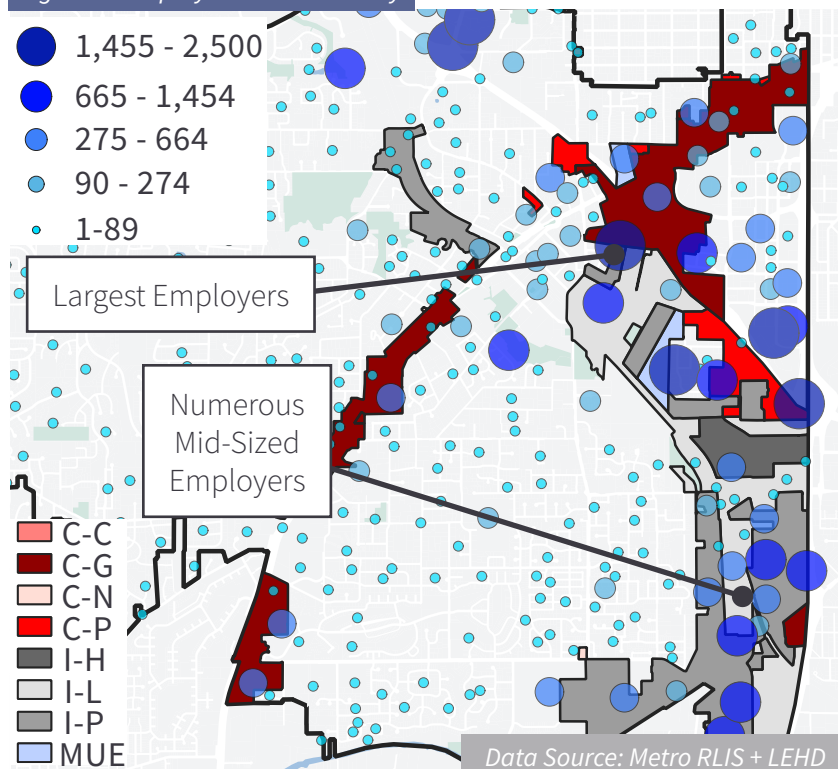 1,455 - 2,500
665 - 1,454
275 - 664
90 - 274
1-89
Largest Employers
Numerous
Mid-Sized
Employers
C-C
C-G
C-N
C-P
I-H
I-L
I-P
MUE
Data Source: Metro RLIS + LEHD